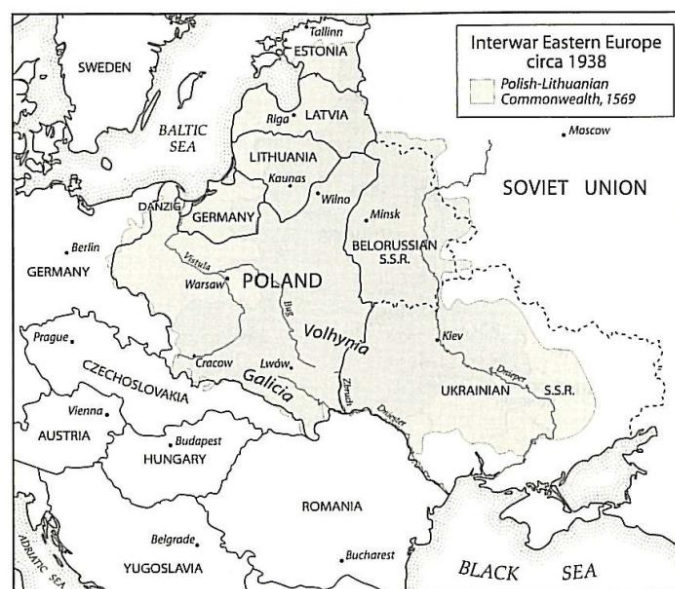 Interwar Eastern Europe
circa 1938
Polish-Lithuanian
Commonwealth, 1569
Tallinn
ESTONIA
SWEDEN
Riga
LATVIA
Moscow
BALTIC
SEA
LITHUANIA
Kaunas
Wilno
SOVIET UNION
DANZIG
GERMANY
Minsk
BELORUSSIAN
S.S.R.
Berlin
GERMANY
Vistula
Warsaw
POLAND
Bug
Volhynia
Kiev
Prague
Cracow
Lwów
Galicia
Zbruch
Dnieper
UKRAINIAN S.S.R.
CZECHOSLOVAKIA
Dniester
Vienna
AUSTRIA
Budapest
HUNGARY
ROMANIA
Belgrade
Bucharest
ADRIATIC SEA
YUGOSLAVIA
BLACK SEA